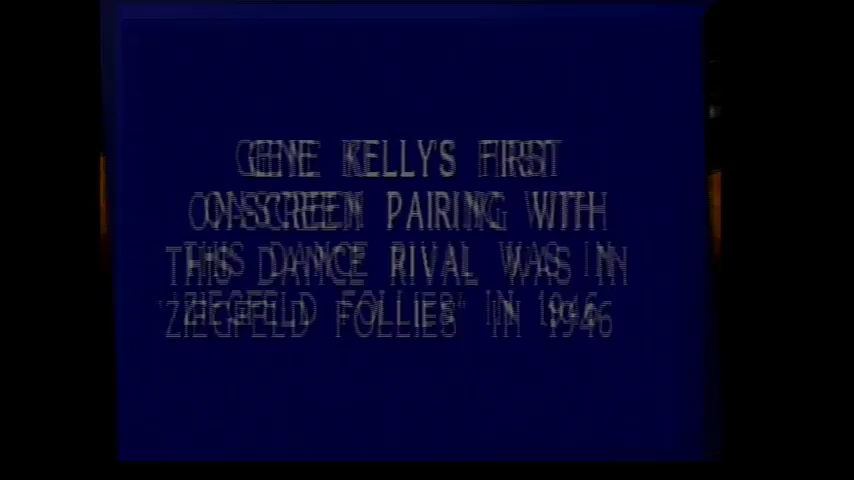 GENE KELLY'S FIRST
ONSCREEN PAIRING WITH
THIS DANCE RIVAL WAS IN
"ZIEGFELD FOLLIES" IN 1946